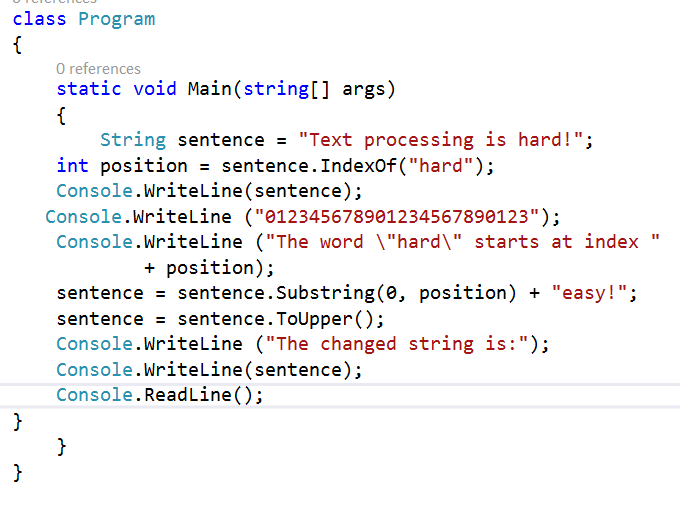 0 references
class Program
{
0 references
static void Main(string[] args)
{
String sentence = "Text processing is hard!";
int position = sentence.IndexOf("hard");
Console.WriteLine(sentence);
Console.WriteLine ("012345678901234567890123");
Console.WriteLine ("The word \"hard\" starts at index "
+ position);
sentence = sentence.Substring(0, position) + "easy!";
sentence = sentence.ToUpper();
Console.WriteLine ("The changed string is:");
Console.WriteLine(sentence);
Console.ReadLine();
}
}
}